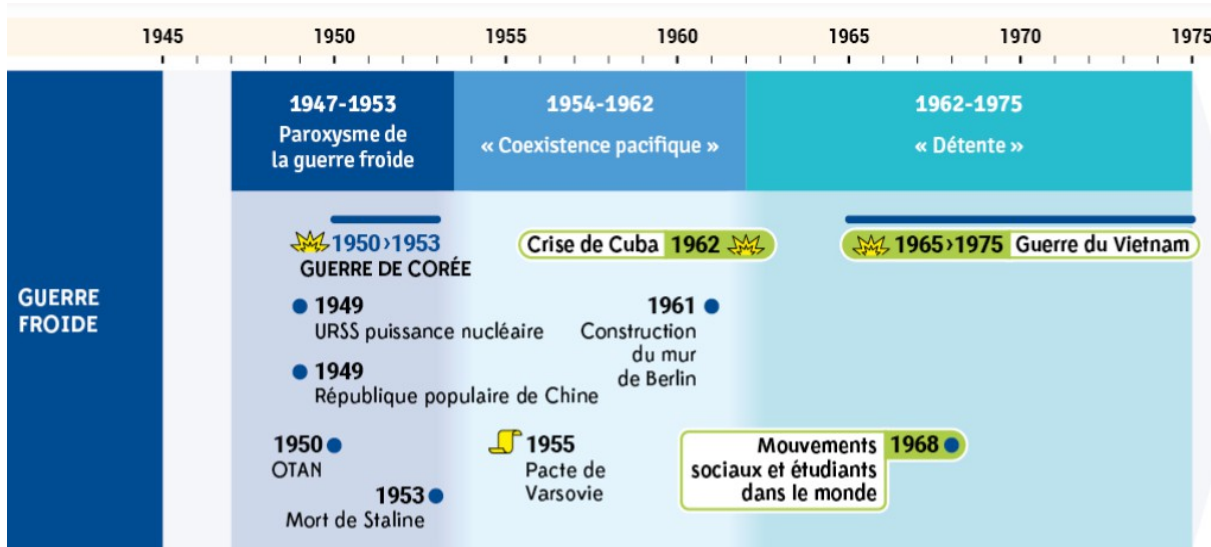 1945 1950 1955 1960 1965 1970 1975
1947-1953
Paroxysme de
la guerre froide
1954-1962
« Coexistence pacifique »
1962-1975
« Détente »
GUERRE
FROIDE
1950›1953
GUERRE DE CORÉE
Crise de Cuba 1962
1965›1975 Guerre du Vietnam
1949
URSS puissance nucléaire
1961
Construction
du mur
de Berlin
1949
République populaire de Chine
1950
OTAN
1953
Mort de Staline
1955
Pacte de
Varsovie
Mouvements 1968
sociaux et étudiants
dans le monde